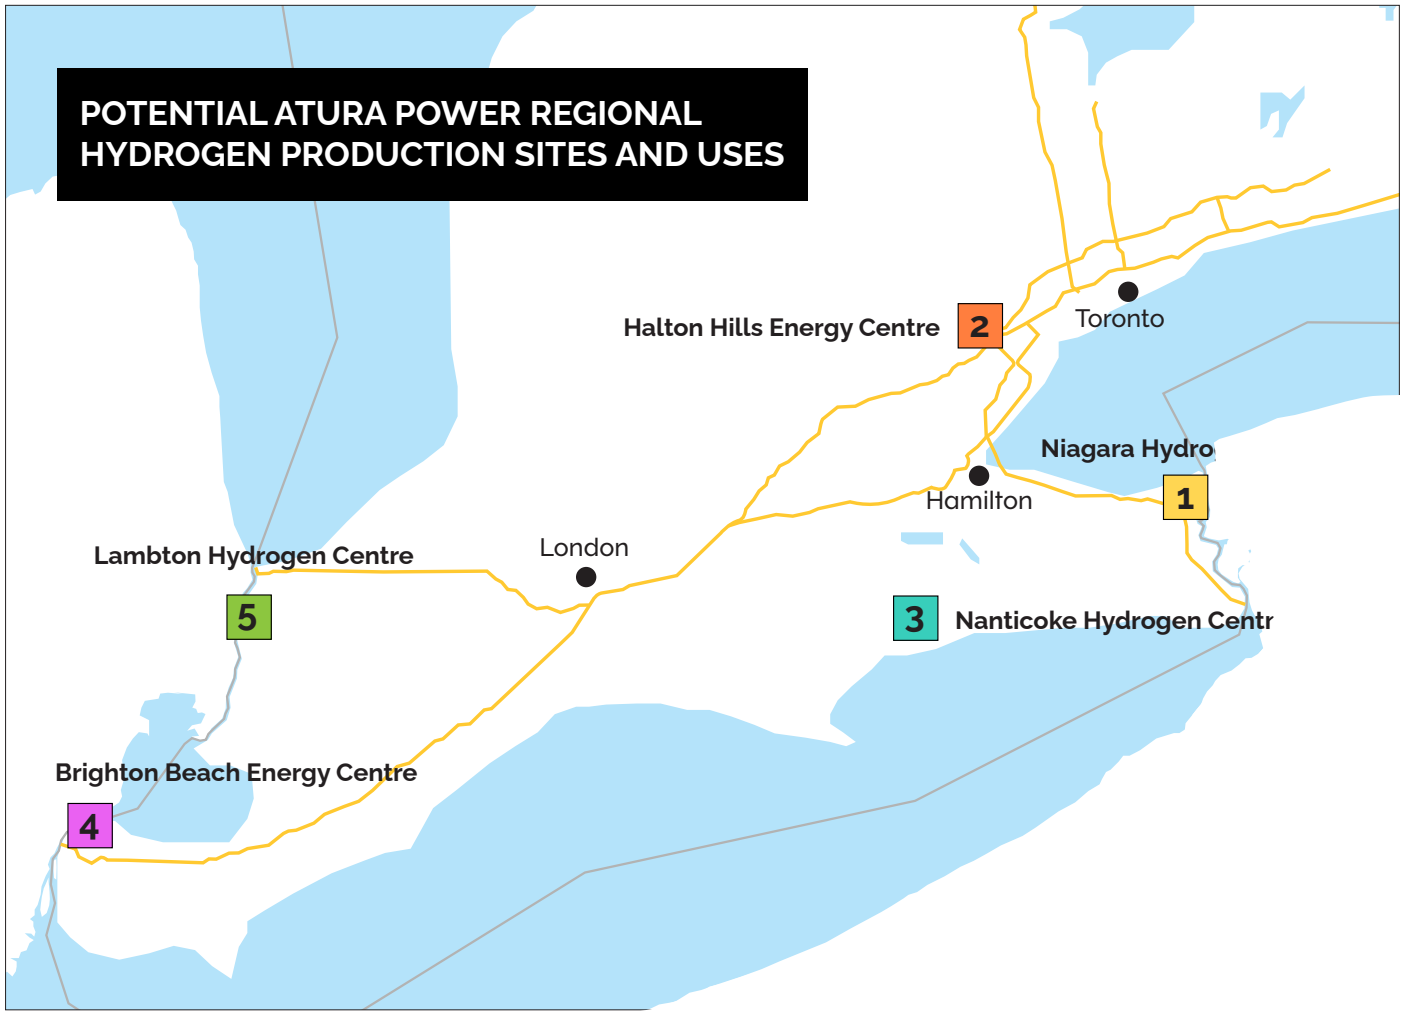 POTENTIAL ATURA POWER REGIONAL
HYDROGEN PRODUCTION SITES AND USES
Halton Hills Energy Centre
2
Toronto
Niagara Hydro
1
Hamilton
London
Lambton Hydrogen Centre
5
3
Nanticoke Hydrogen Centr
Brighton Beach Energy Centre
4